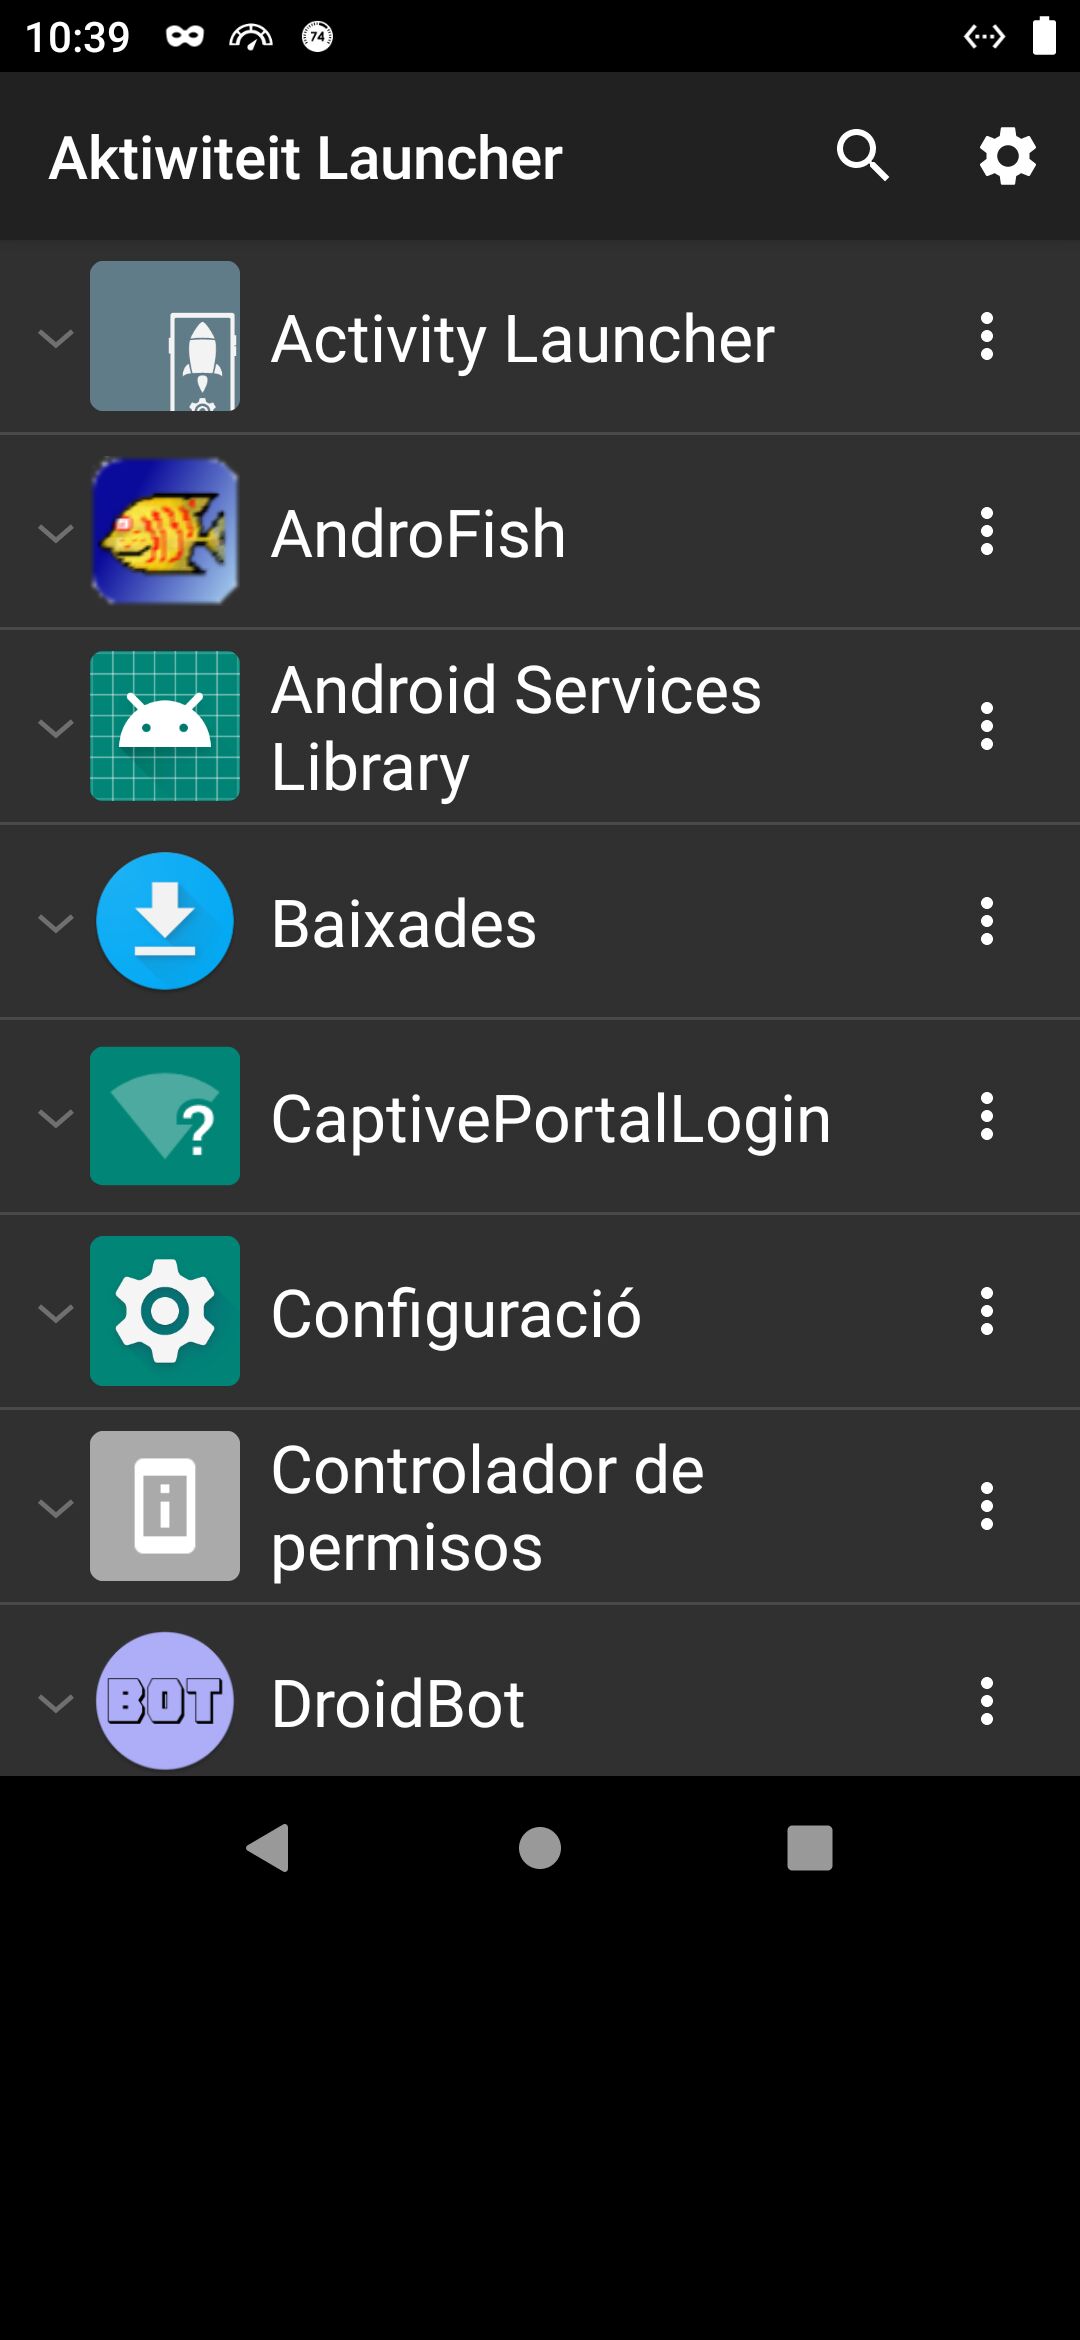 10:39
74
Aktiwiteit Launcher
Activity Launcher
AndroFish
Android Services
Library
Baixades
?
CaptivePortalLogin
Configuració
Controlador de
permisos
BOT
DroidBot